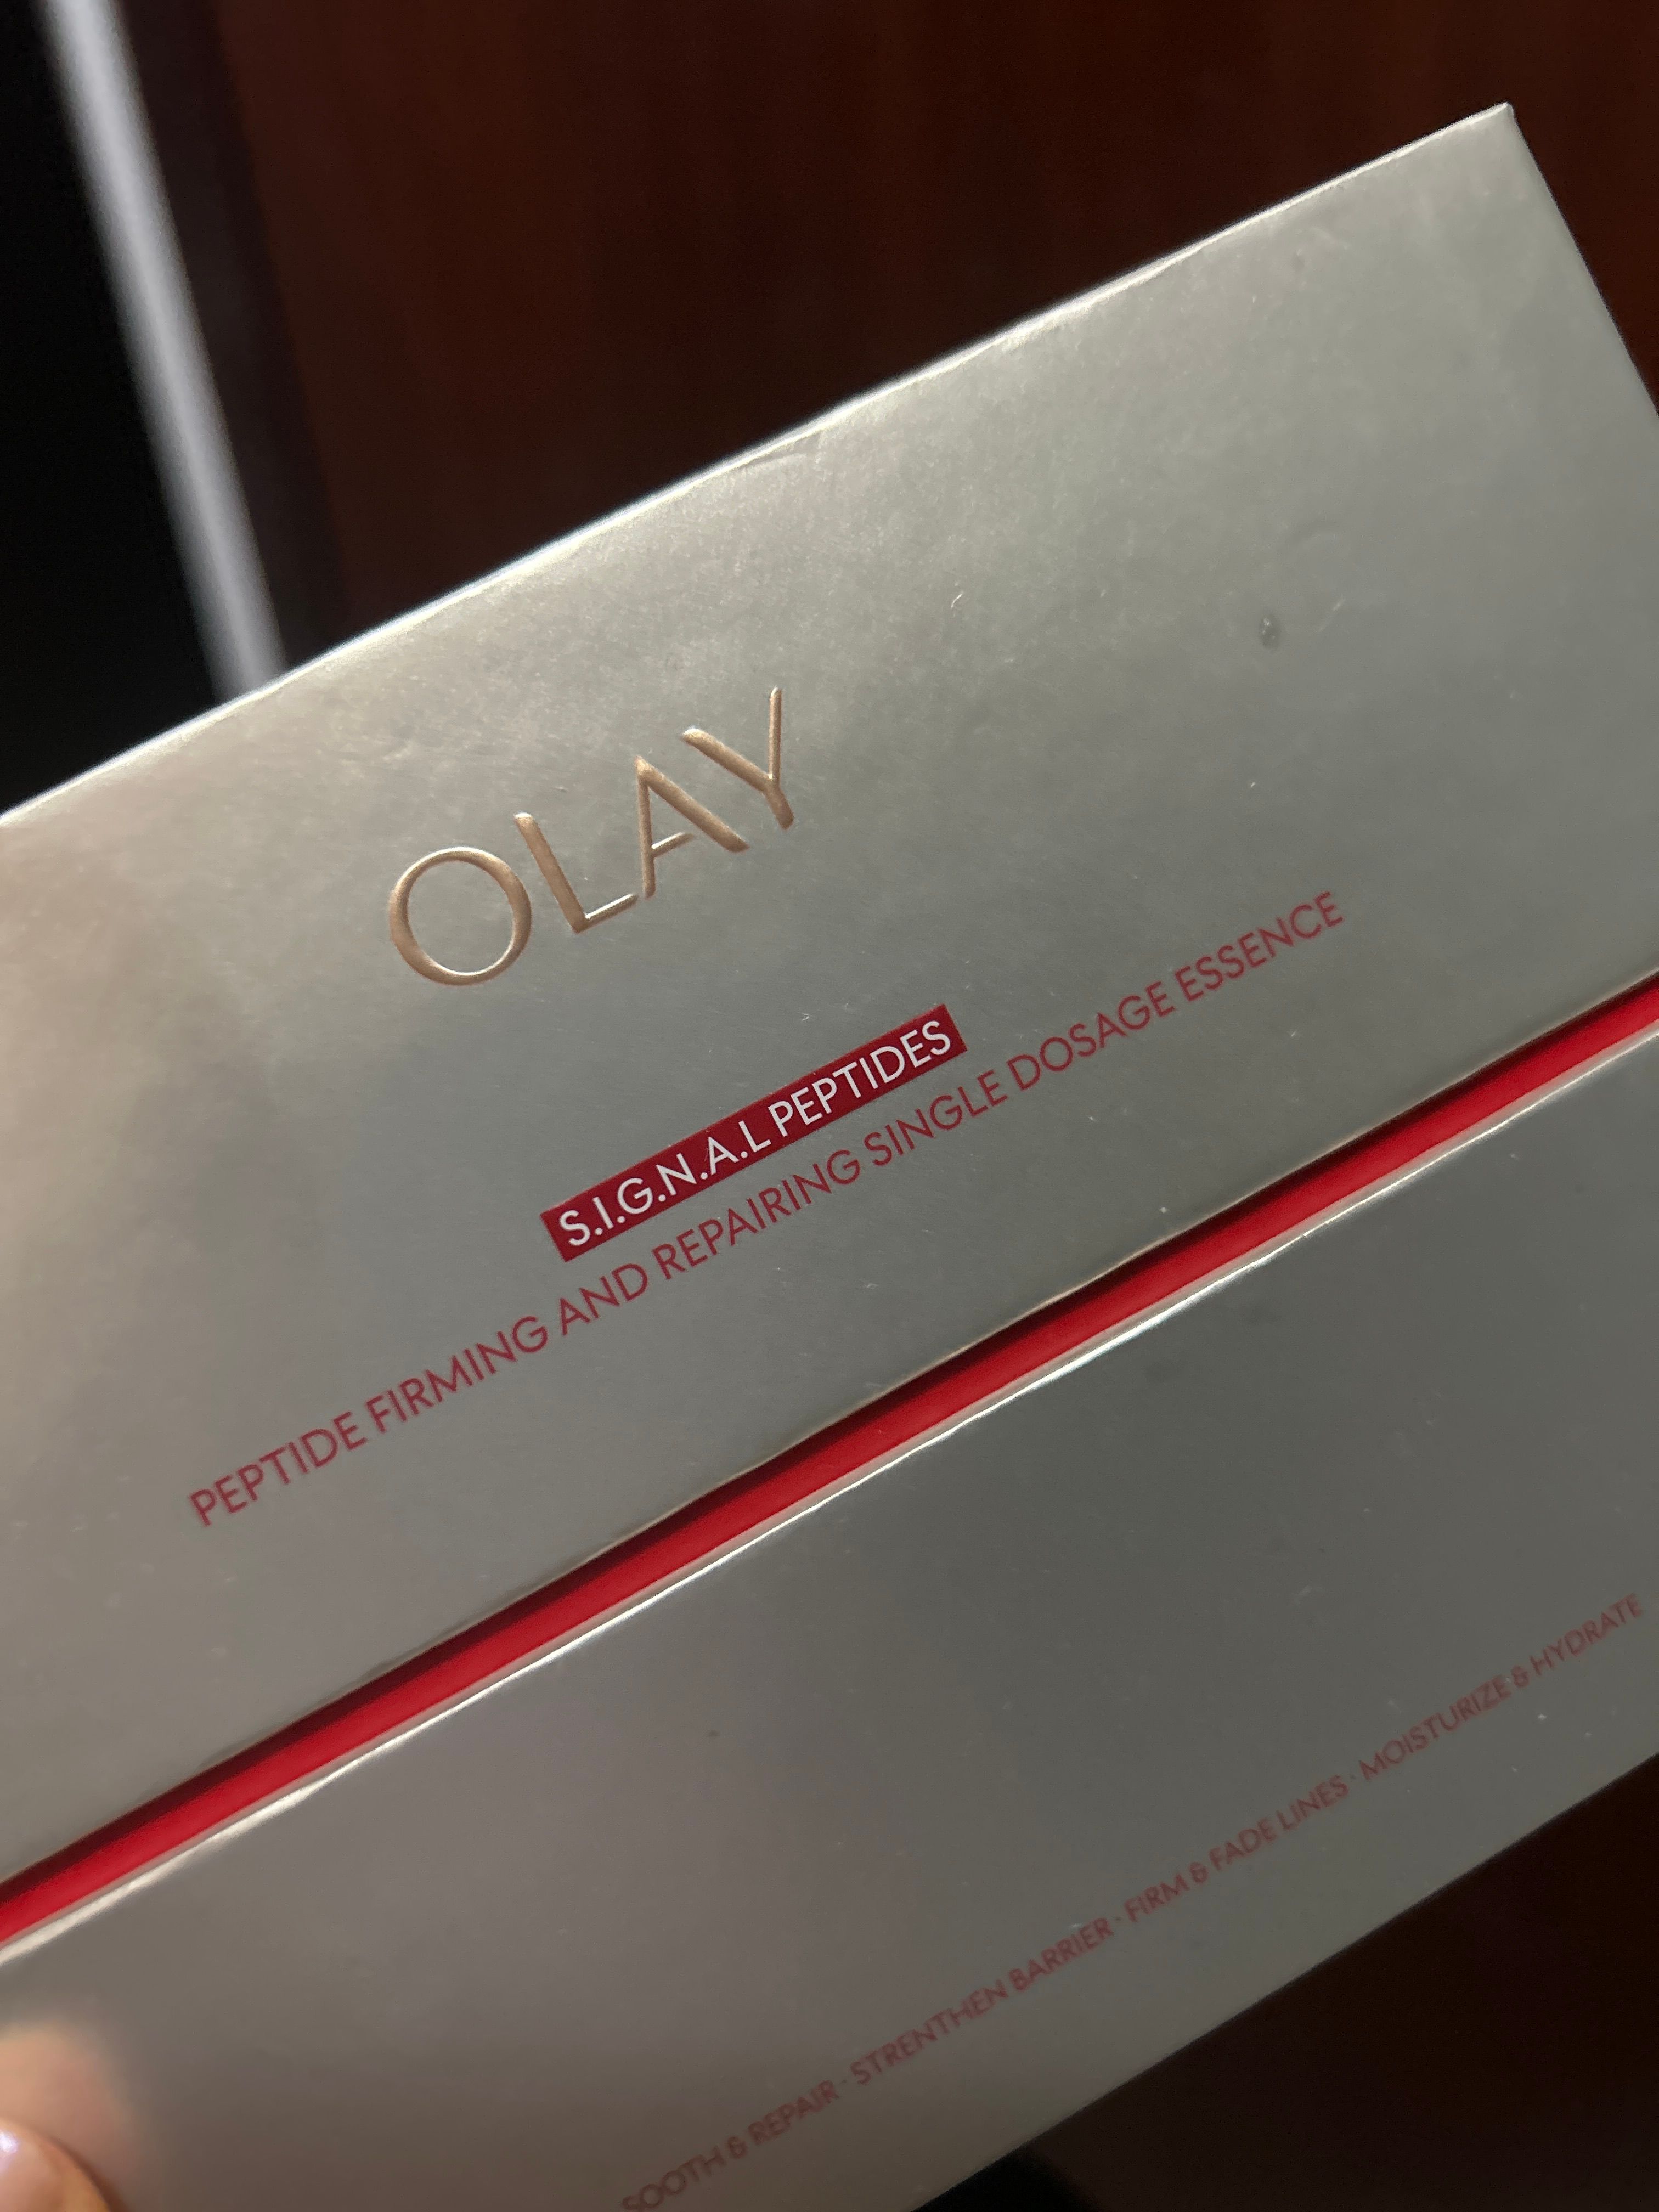 OLAY
S.I.G.N.A.L PEPTIDES
PEPTIDE FIRMING AND REPAIRING SINGLE DOSAGE ESSENCE
SOOTH & REPAIR · STRENTHEN BARRIER · FIRM & FADE LINES · MOISTURIZE & HYDRATE